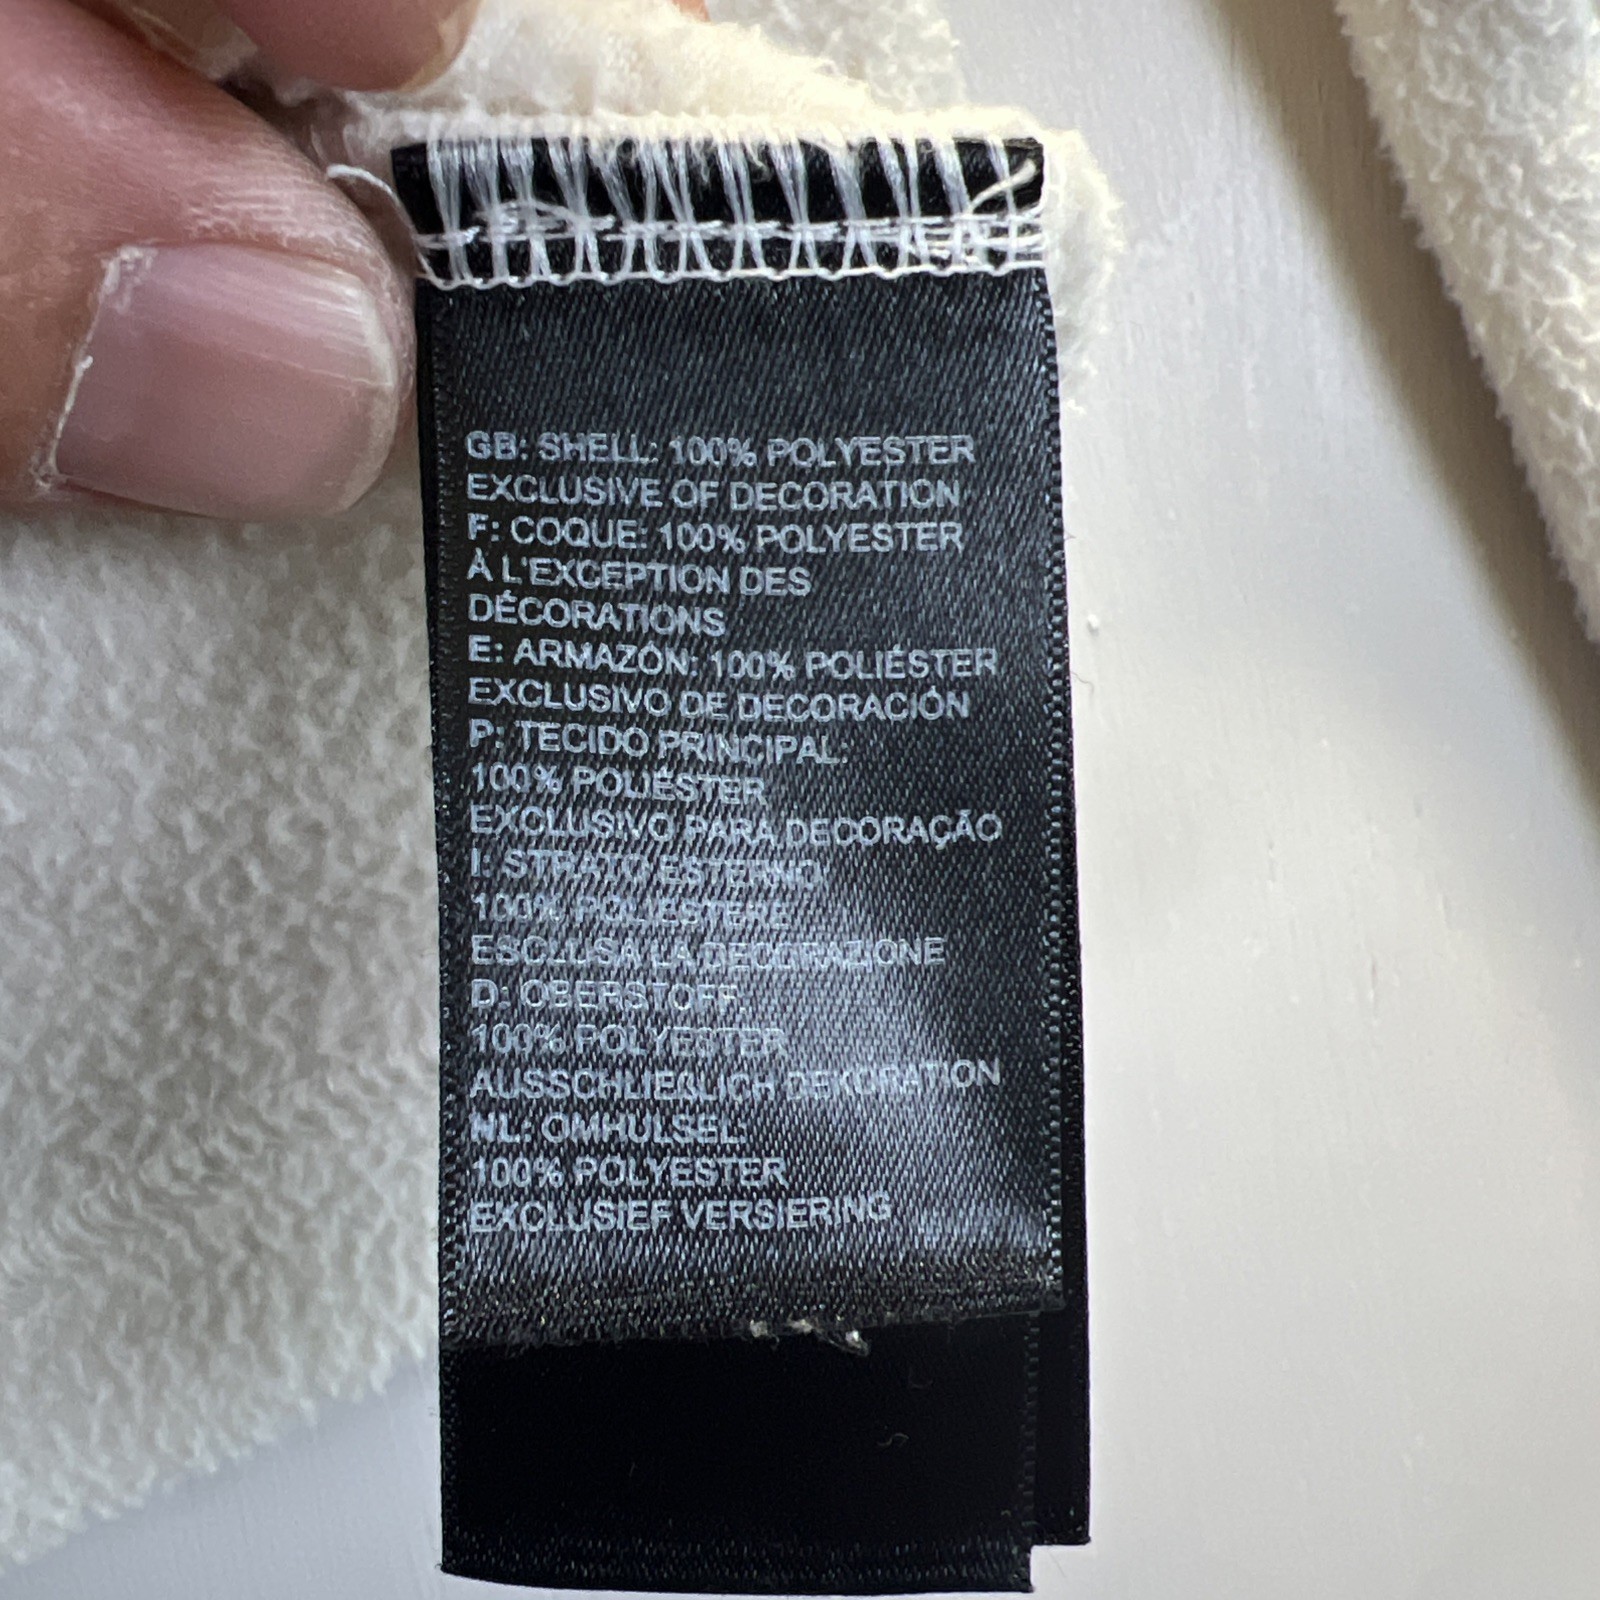 GB: SHELL: 100% POLYESTER
EXCLUSIVE OF DECORATION
F: COQUE: 100% POLYESTER
À L'EXCEPTION DES
DÉCORATIONS
E: ARMAZÓN: 100% POLIÉSTER
EXCLUSIVO DE DECORACIÓN
P: TECIDO PRINCIPAL:
100% POLIÉSTER
EXCLUSIVO PARA DECORAÇÃO
I: STRATO ESTERNO
100% POLIESTERE
ESCLUSA LA DECORAZIONE
D: OBERSTOFF:
100% POLYESTER
AUSSCHLIEßLICH DEKORATION
NL: OMHULSEL:
100% POLYESTER
EXCLUSIEF VERSIERING